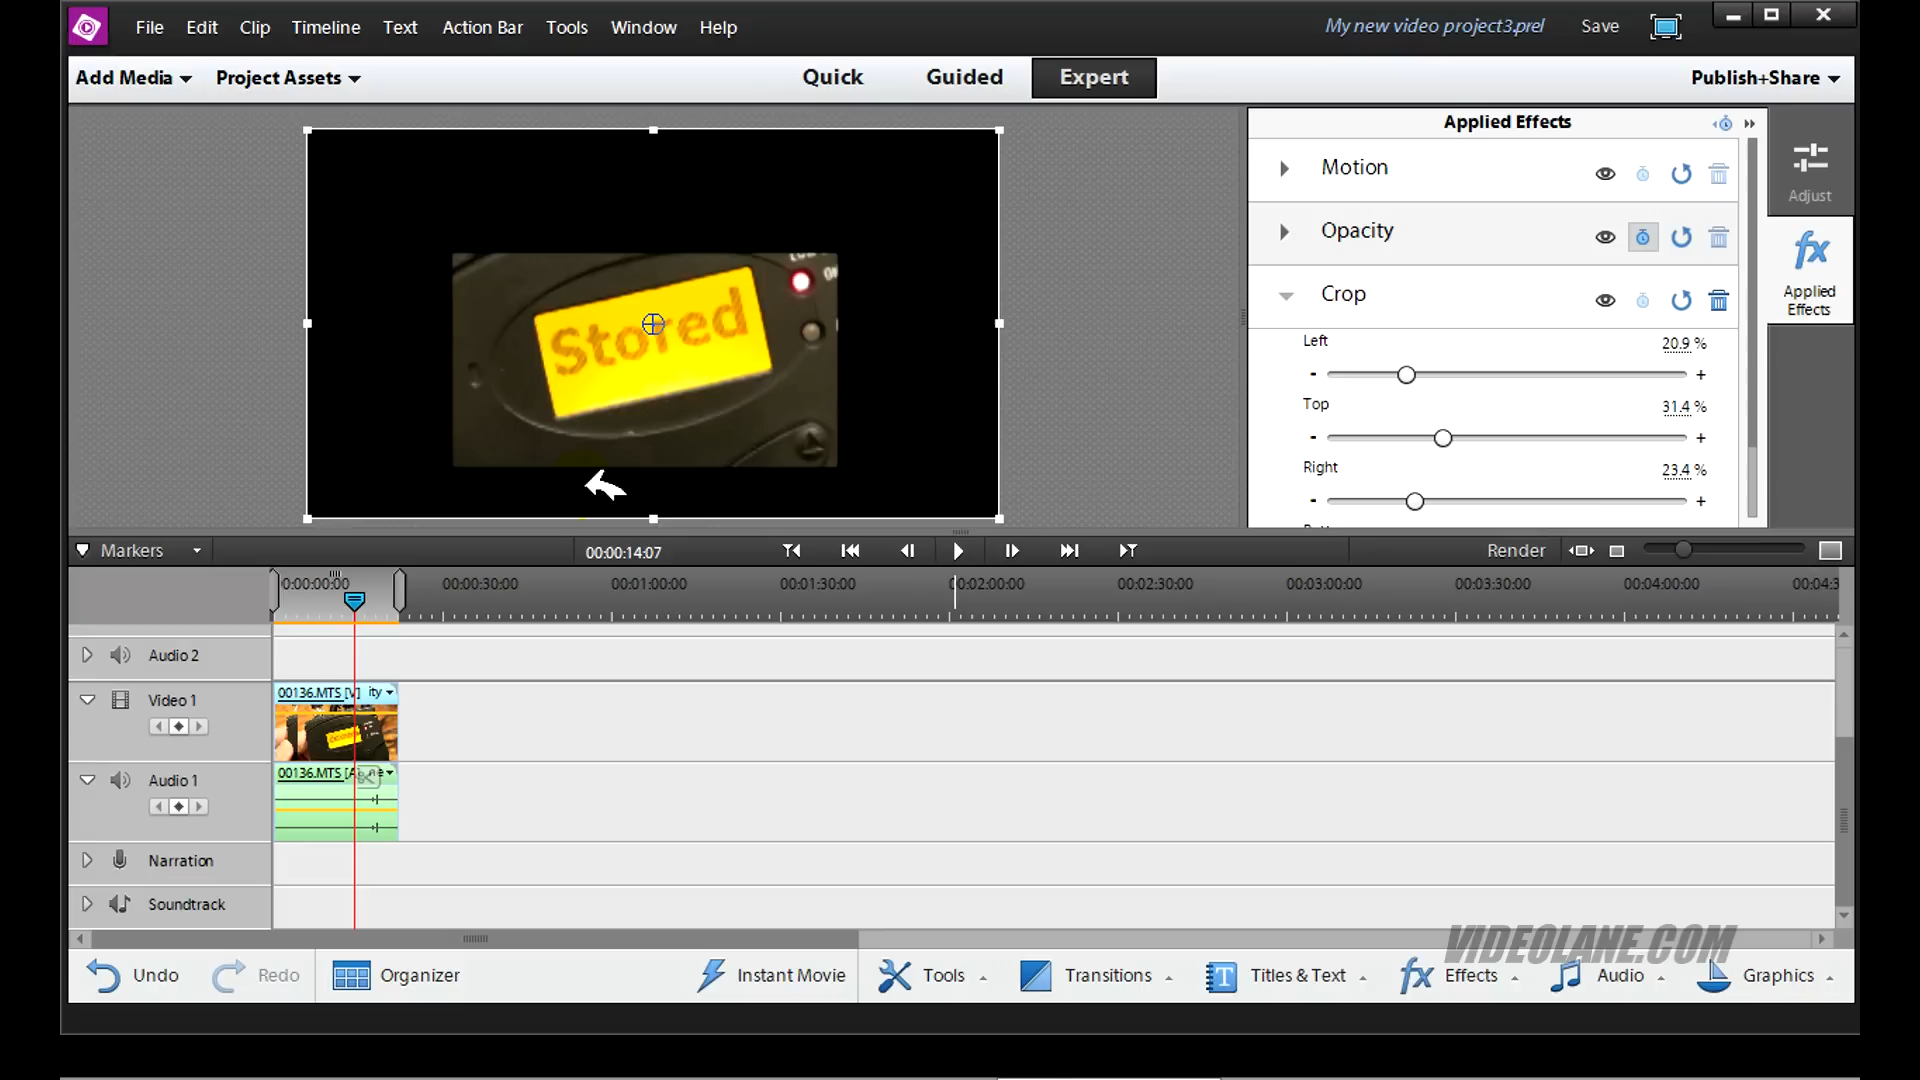 File Edit Clip Timeline Text Action Bar Tools Window Help
My new video project3.prel Save
Add Media Project Assets Quick Guided Expert Publish+Share
Applied Effects
Motion
Adjust
Opacity
Applied
Effects
Crop
Left 20.9 %
- +
Top 31.4 %
- +
Right 23.4 %
- +
Stored
Markers 00:00:14:07 Render
0:00:00:00 00:00:30:00 00:01:00:00 00:01:30:00 00:02:00:00 00:02:30:00 00:03:00:00 00:03:30:00 00:04:00:00 00:04:3
Audio 2
Video 1 00136.MTS [V] ity
Audio 1 00136.MTS [A
Narration
Soundtrack
VIDEOLANE.COM
Undo Redo Organizer Instant Movie Tools Transitions T Titles & Text fx Effects Audio Graphics